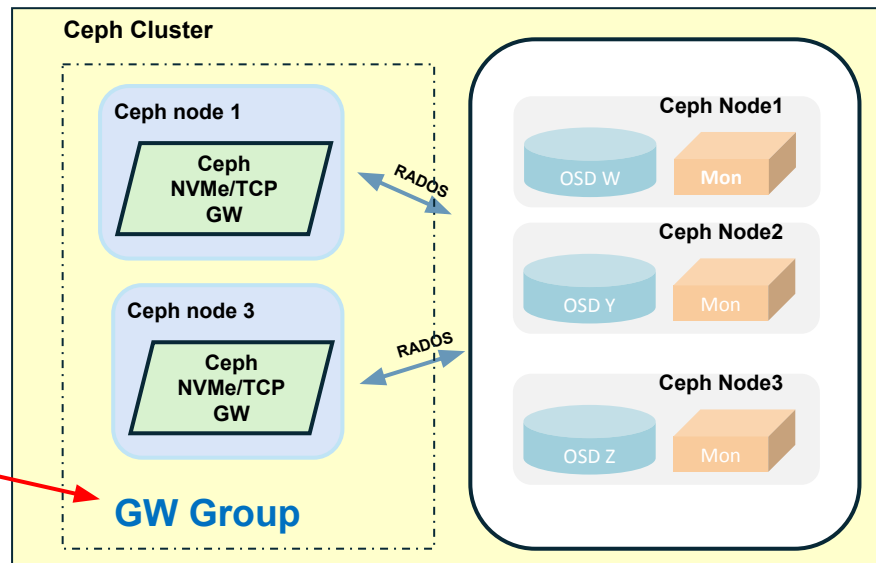 Ceph Cluster
Ceph node 1
Ceph
NVMe/TCP
GW
RADOS
Ceph node 3
Ceph
NVMe/TCP
GW
RADOS
GW Group
Ceph Node1
OSD W
Mon
Ceph Node2
OSD Y
Mon
Ceph Node3
OSD Z
Mon